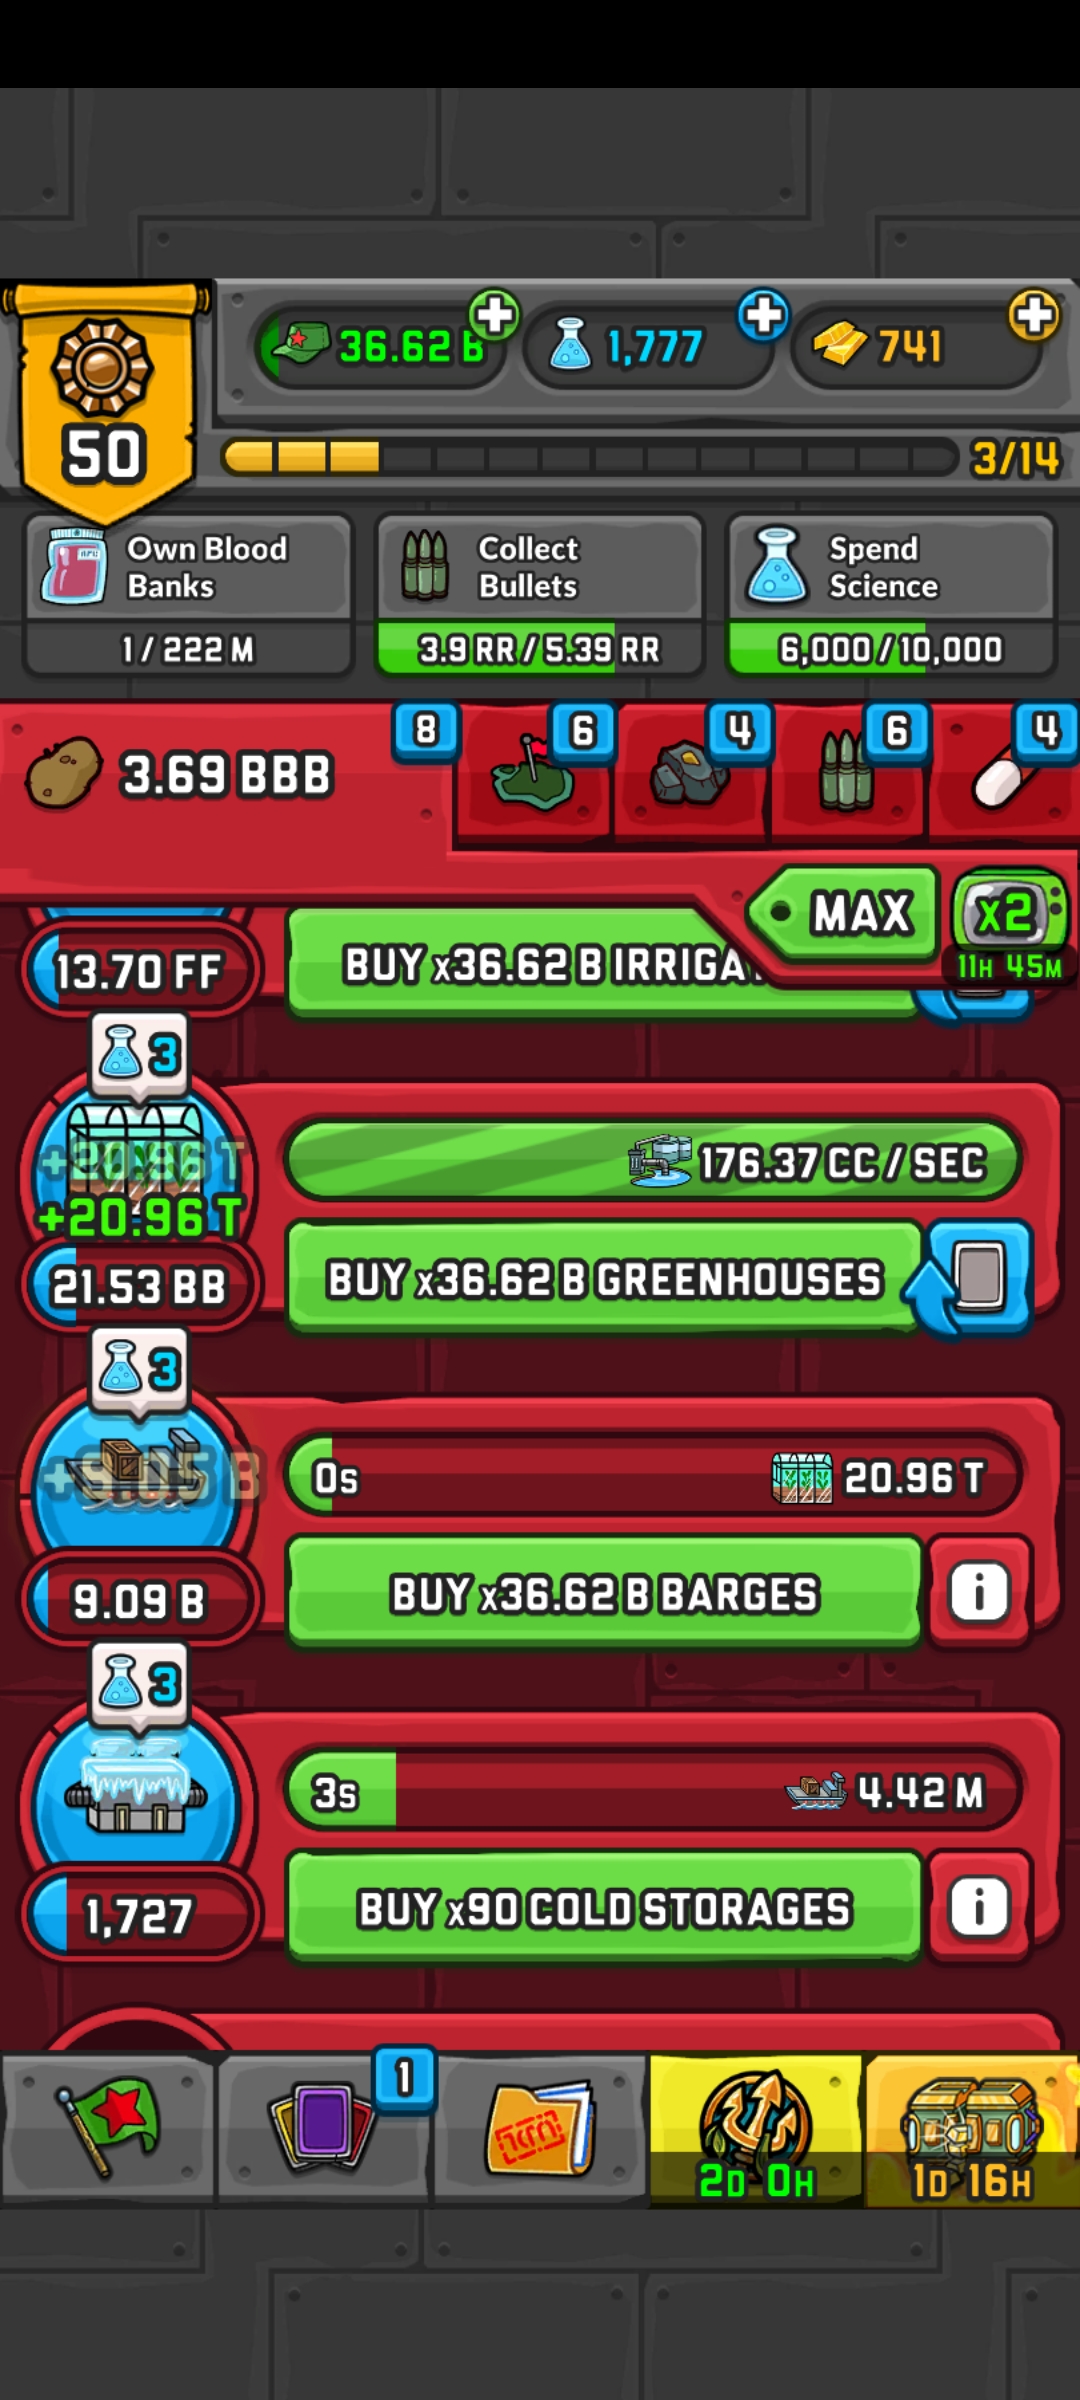 36.62 B
1,777
741
50
3/14
Own Blood
Banks
1 / 222 M
Collect
Bullets
3.9 RR / 5.39 RR
Spend
Science
6,000 / 10,000
3.69 BBB
8
6
4
6
4
MAX
x2
11H 45M
13.70 FF
BUY x36.62 B IRRIGA
3
+20.96 T
+20.96 T
21.53 BB
176.37 CC / SEC
BUY x36.62 B GREENHOUSES
3
+9.05 B
9.09 B
0s
20.96 T
BUY x36.62 B BARGES
i
3
1,727
3s
4.42 M
BUY x90 COLD STORAGES
i
1
2D 0H
1D 16H